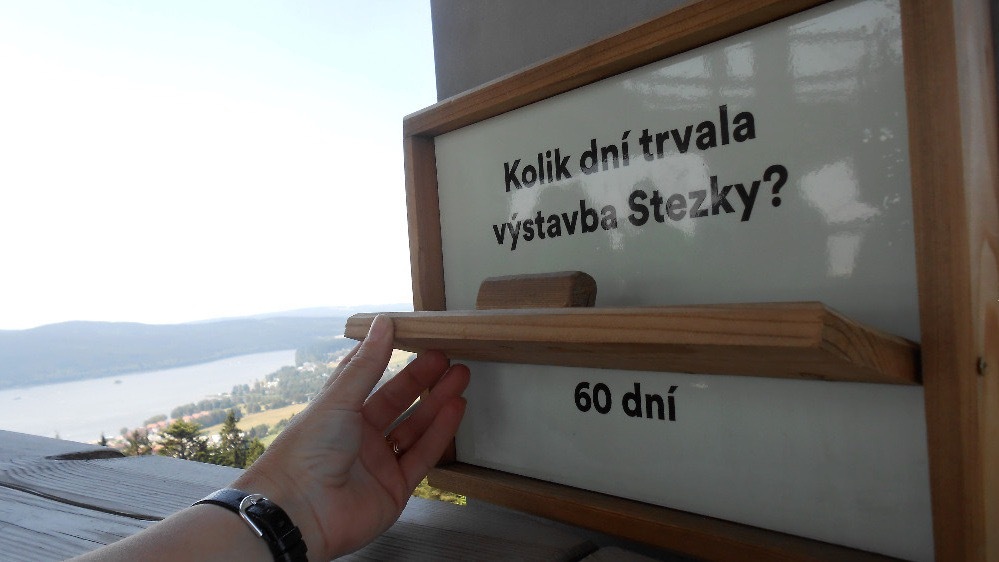 Kolik dní trvala
výstavba Stezky?
60 dní